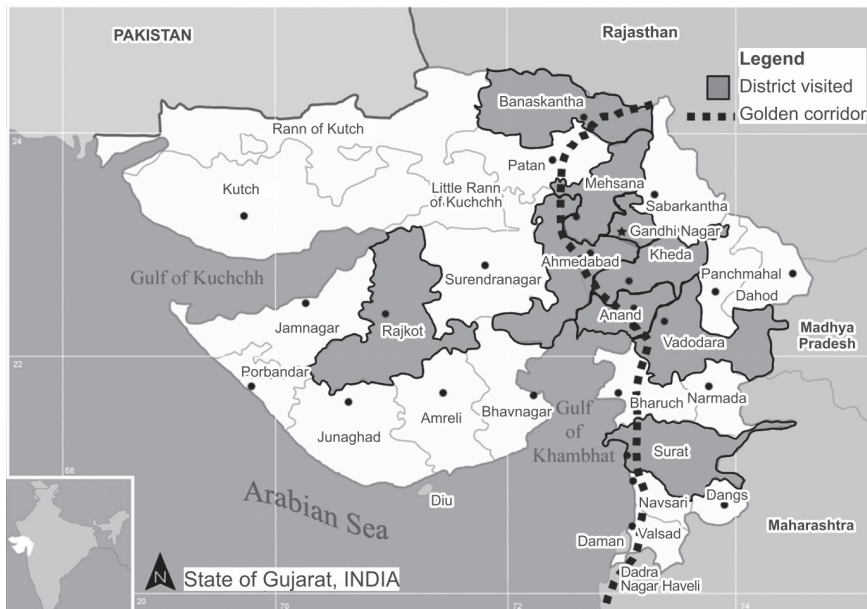 PAKISTAN
Rajasthan
Legend
District visited
Golden corridor
Banaskantha
24
Rann of Kutch
Patan
Mehsana
Kutch
Little Rann
of Kuchchh
Sabarkantha
Gandhi Nagar
Gulf of Kuchchh
Ahmedabad
Kheda
Surendranagar
Panchmahal
Dahod
Jamnagar
Rajkot
Anand
Vadodara
Madhya
Pradesh
22
Porbandar
Junaghad
Amreli
Bhavnagar
Gulf
of
Khambhat
Bharuch
Narmada
Surat
68
Arabian Sea
Diu
Navsari
Dangs
Maharashtra
Daman
Valsad
N
State of Gujarat, INDIA
Dadra
Nagar Haveli
20
70
72
74